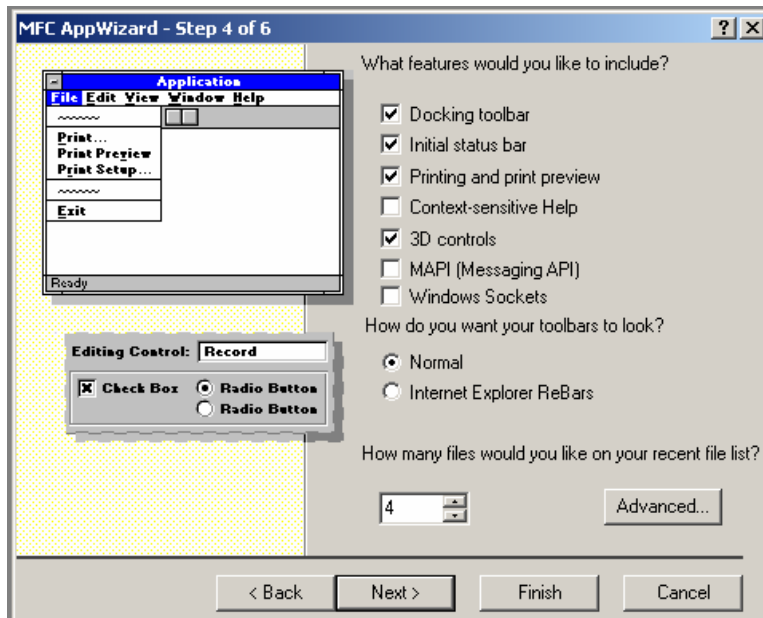 MFC AppWizard - Step 4 of 6
What features would you like to include?
Application
File Edit View Window Help
Print...
Print Preview
Print Setup...
Exit
Ready
Docking toolbar
Initial status bar
Printing and print preview
Context-sensitive Help
3D controls
MAPI (Messaging API)
Windows Sockets
How do you want your toolbars to look?
Editing Control: Record
Check Box Radio Button
Radio Button
Normal
Internet Explorer ReBars
How many files would you like on your recent file list?
4 Advanced...
< Back Next > Finish Cancel